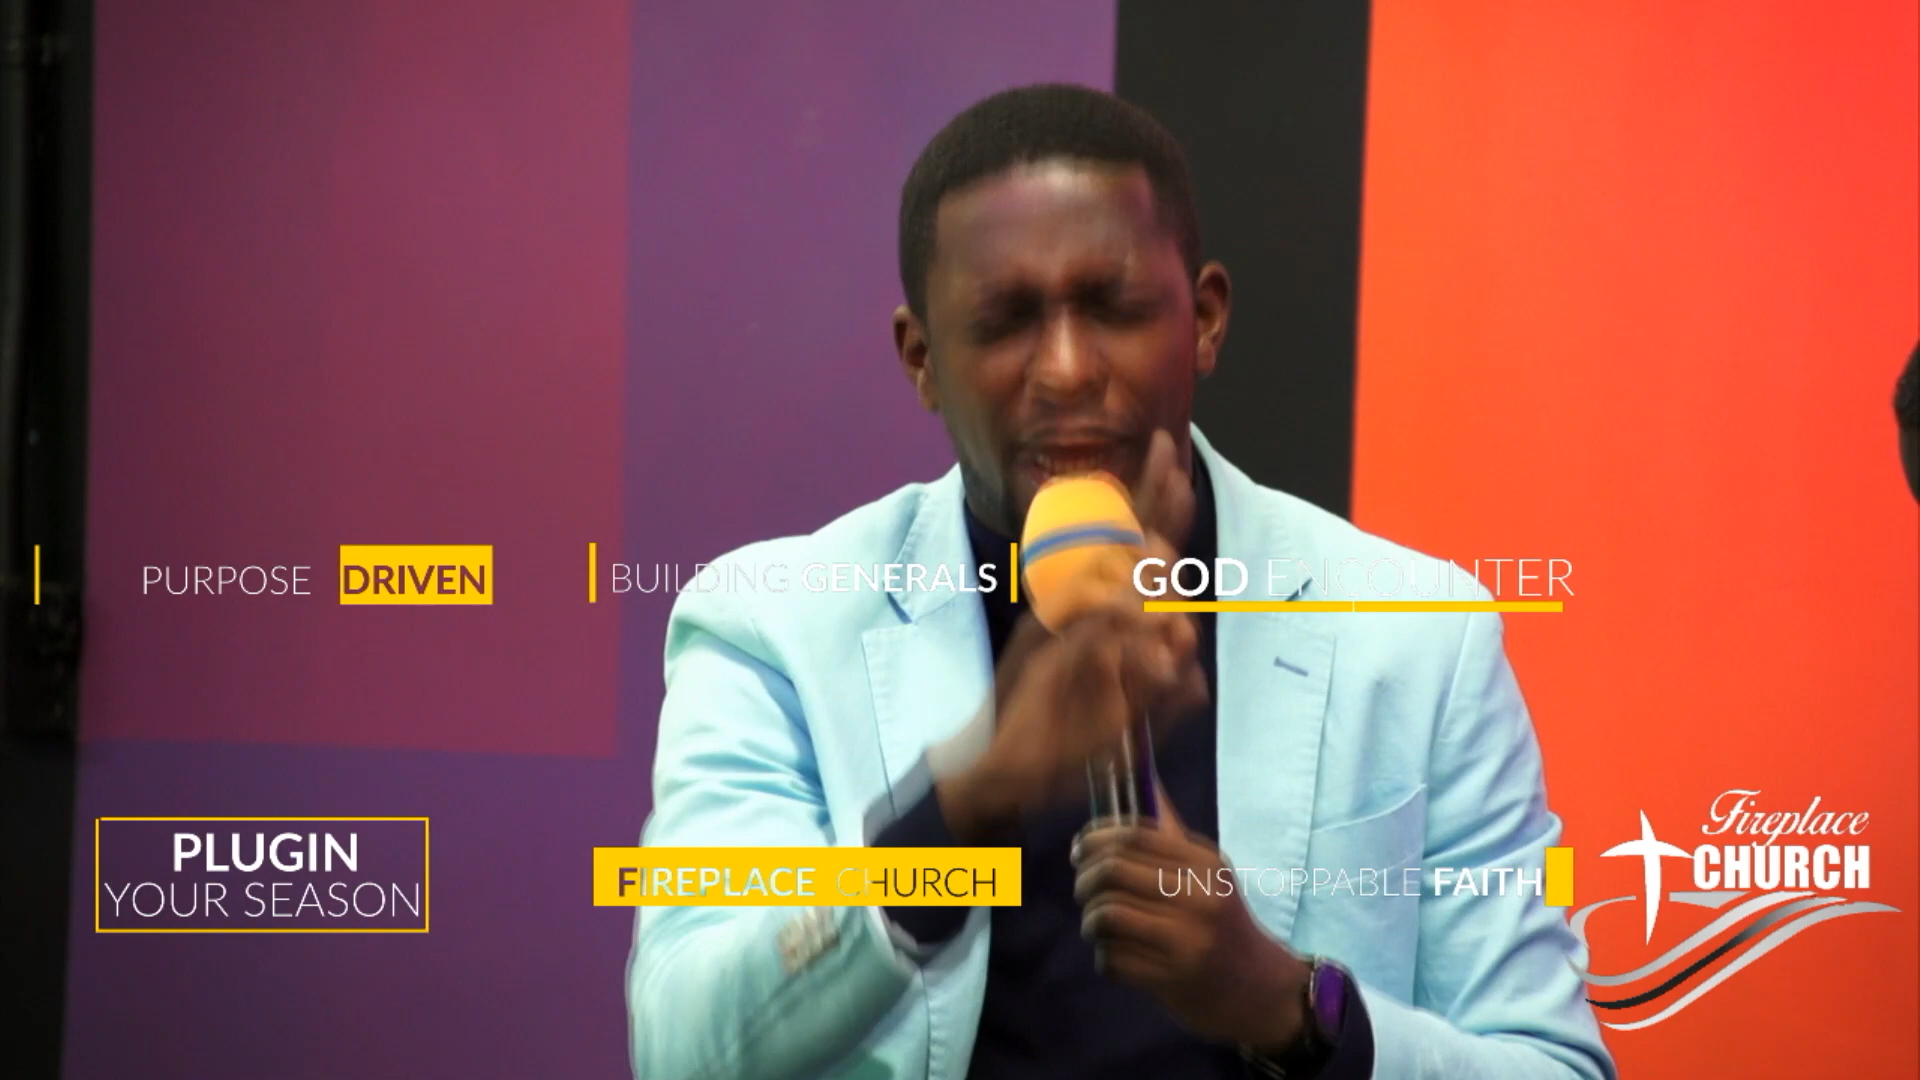 PURPOSE DRIVEN
BUILDING GENERALS
GOD ENCOUNTER
PLUGIN
YOUR SEASON
FIREPLACE CHURCH
UNSTOPPABLE FAITH
Fireplace
CHURCH